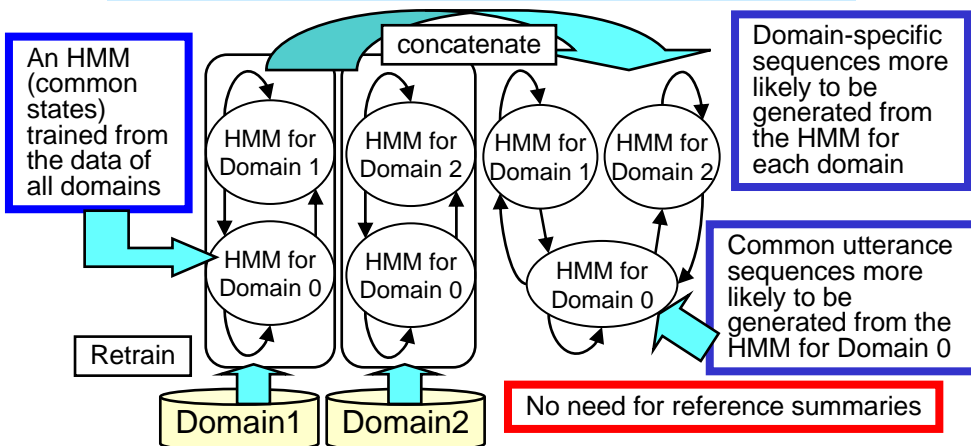 An HMM
(common
states)
trained from
the data of
all domains
concatenate
Domain-specific
sequences more
likely to be
generated from
the HMM for
each domain
HMM for
Domain 1
HMM for
Domain 2
HMM for
Domain 1
HMM for
Domain 2
HMM for
Domain 0
HMM for
Domain 0
HMM for
Domain 0
Common utterance
sequences more
likely to be
generated from the
HMM for Domain 0
Retrain
Domain1
Domain2
No need for reference summaries